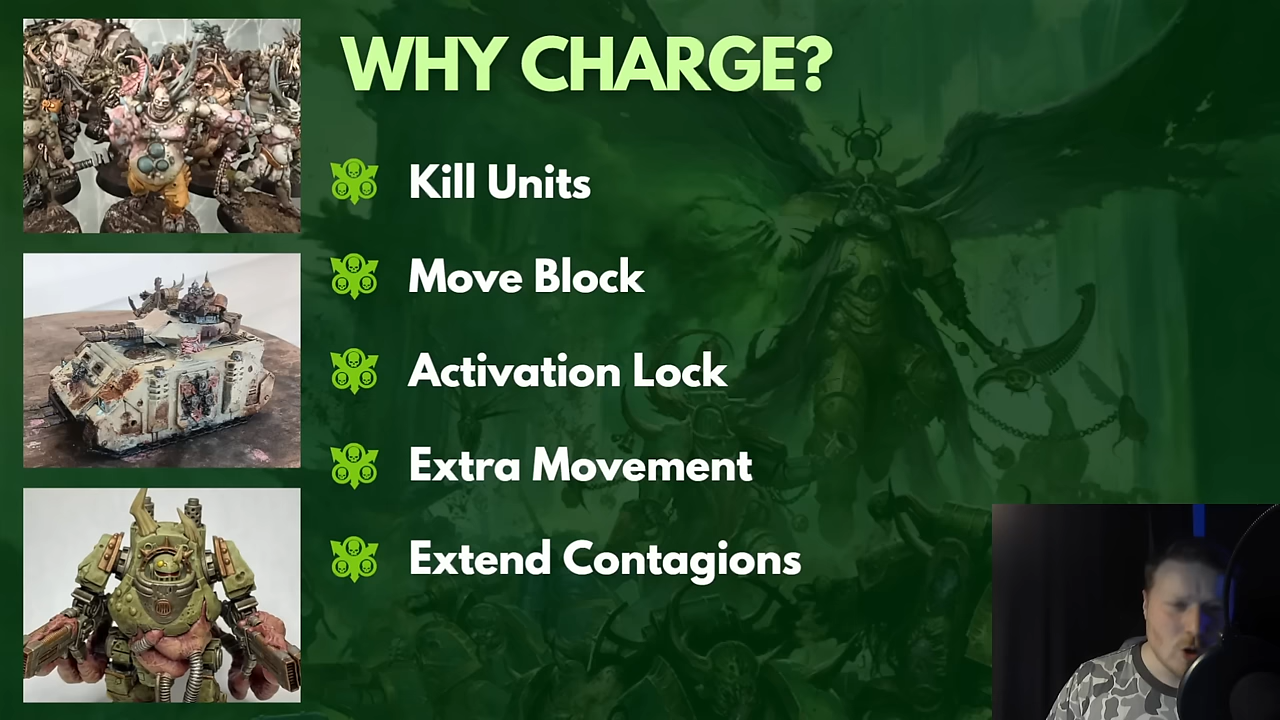 WHY CHARGE?
Kill Units
Move Block
Activation Lock
Extra Movement
Extend Contagions